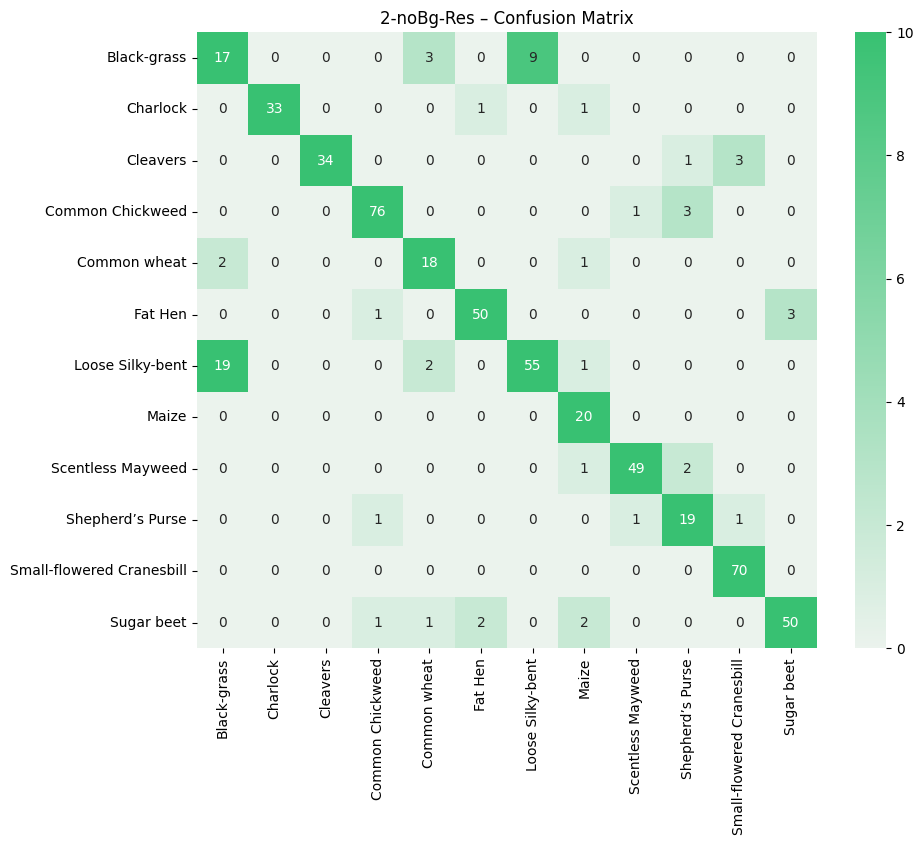 2-noBg-Res – Confusion Matrix
Black-grass 17 0 0 0 3 0 9 0 0 0 0 0
Charlock 0 33 0 0 0 1 0 1 0 0 0 0
Cleavers 0 0 34 0 0 0 0 0 0 1 3 0
Common Chickweed 0 0 0 76 0 0 0 0 1 3 0 0
Common wheat 2 0 0 0 18 0 0 1 0 0 0 0
Fat Hen 0 0 0 1 0 50 0 0 0 0 0 3
Loose Silky-bent 19 0 0 0 2 0 55 1 0 0 0 0
Maize 0 0 0 0 0 0 0 20 0 0 0 0
Scentless Mayweed 0 0 0 0 0 0 0 1 49 2 0 0
Shepherd’s Purse 0 0 0 1 0 0 0 0 1 19 1 0
Small-flowered Cranesbill 0 0 0 0 0 0 0 0 0 0 70 0
Sugar beet 0 0 0 1 1 2 0 2 0 0 0 50
Black-grass
Charlock
Cleavers
Common Chickweed
Common wheat
Fat Hen
Loose Silky-bent
Maize
Scentless Mayweed
Shepherd’s Purse
Small-flowered Cranesbill
Sugar beet
10
8
6
4
2
0